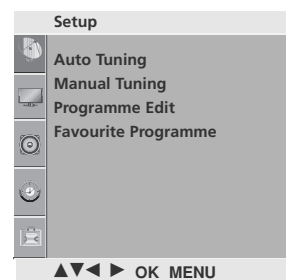 Setup
Auto Tuning
Manual Tuning
Programme Edit
Favourite Programme
▲▼◄ ► OK MENU